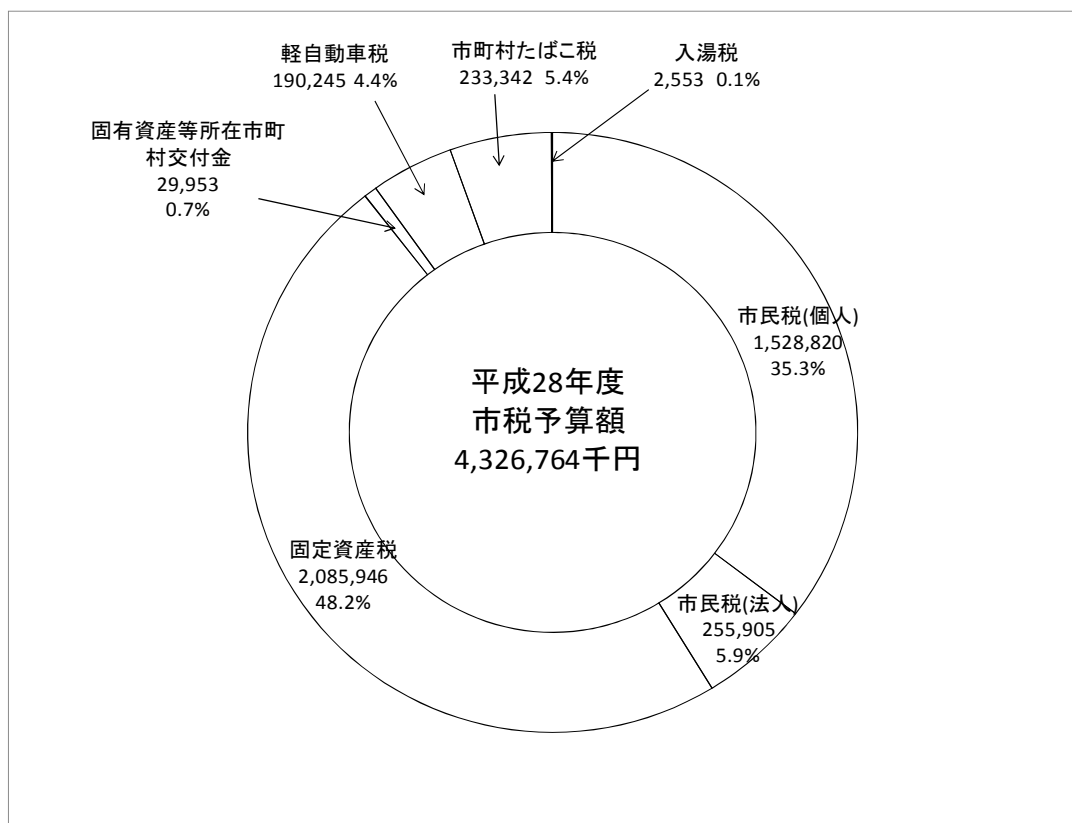 軽自動車税
190,245 4.4%
市町村たばこ税
233,342 5.4%
入湯税
2,553 0.1%
固有資産等所在市町
村交付金
29,953
0.7%
市民税(個人)
1,528,820
35.3%
平成28年度
市税予算額
4,326,764千円
固定資産税
2,085,946
48.2%
市民税(法人)
255,905
5.9%